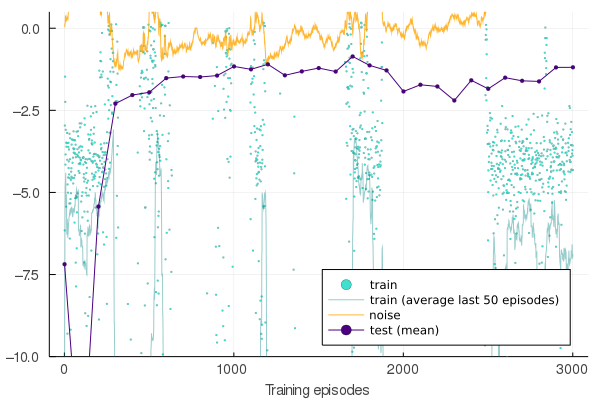 0.0
−2.5
−5.0
−7.5
−10.0
0
1000
2000
3000
Training episodes
train
train (average last 50 episodes)
noise
test (mean)